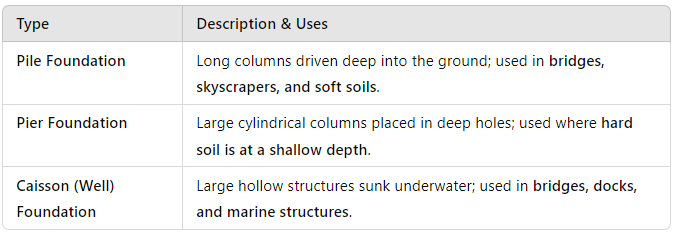 Type Description & Uses
Pile Foundation Long columns driven deep into the ground; used in bridges,
skyscrapers, and soft soils.
Pier Foundation Large cylindrical columns placed in deep holes; used where hard
soil is at a shallow depth.
Caisson (Well) Large hollow structures sunk underwater; used in bridges, docks,
Foundation and marine structures.